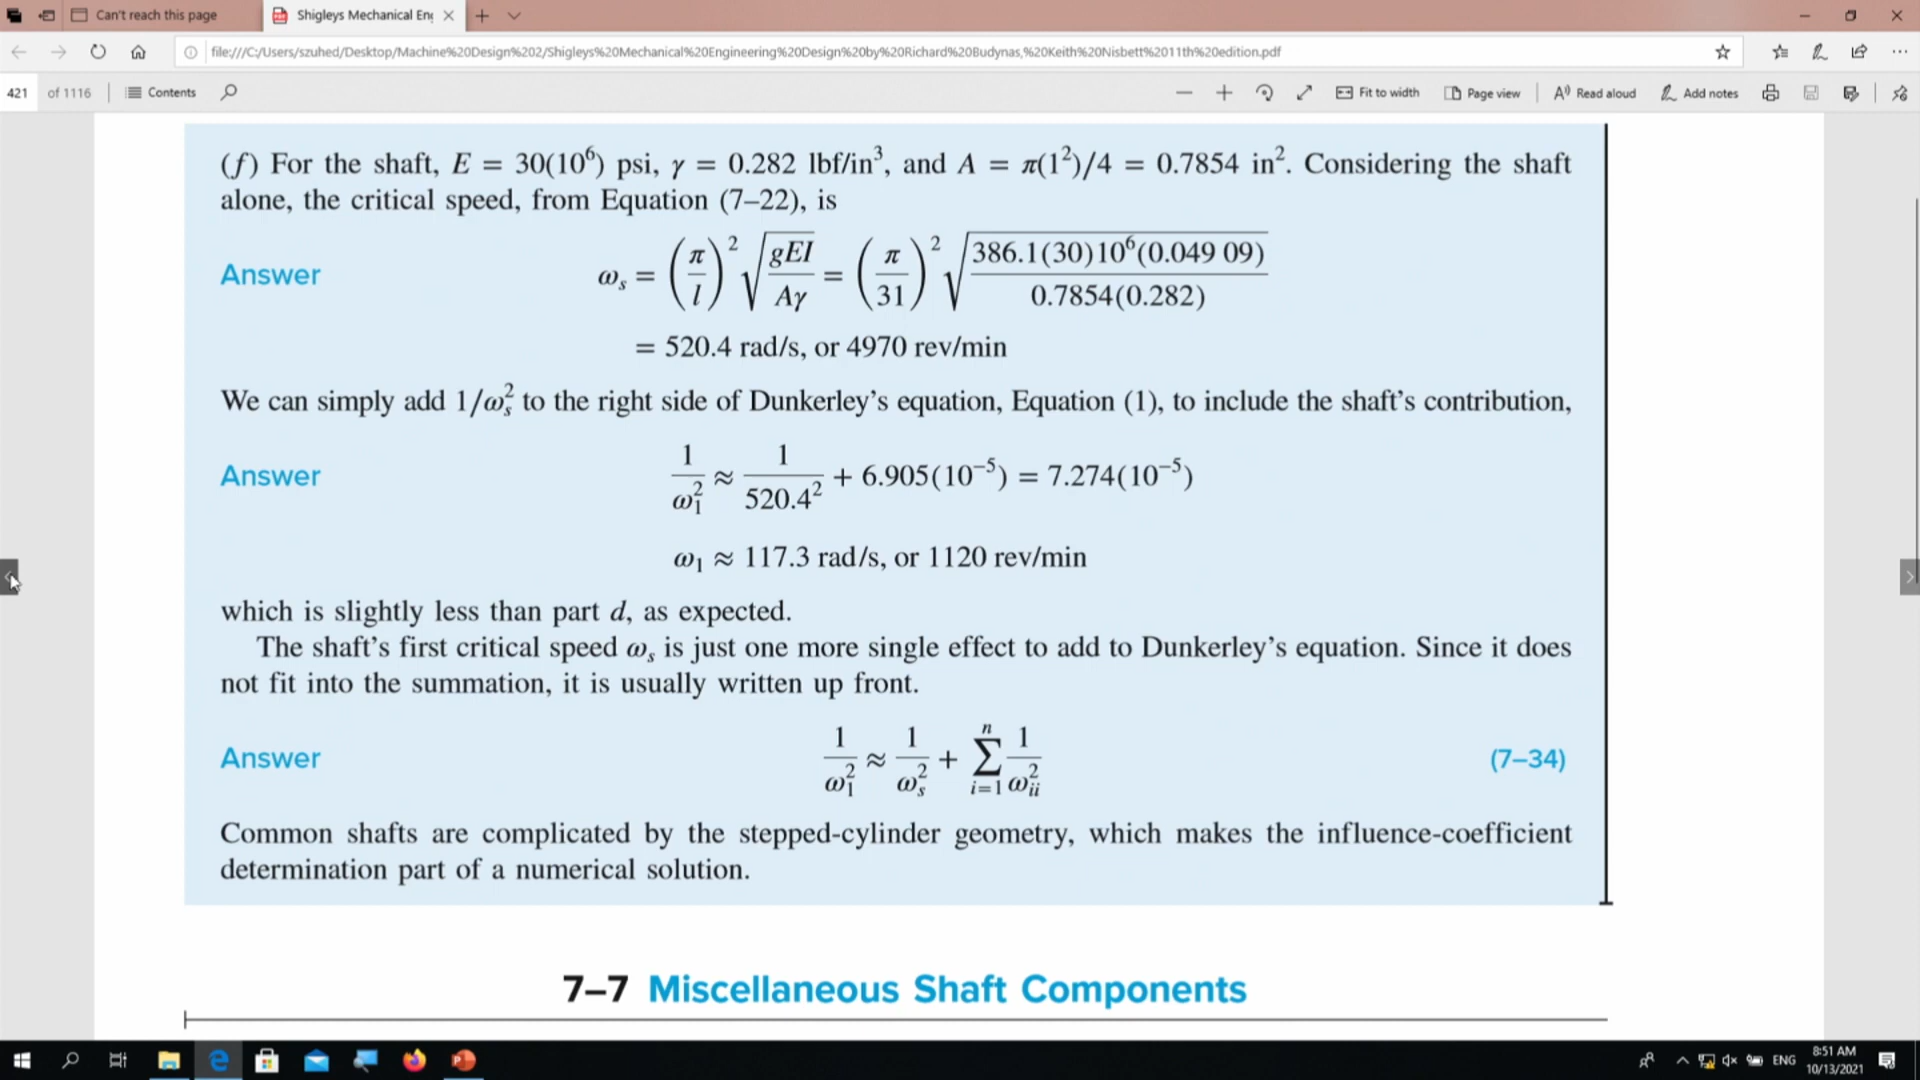 Can't reach this page
Shigleys Mechanical Eng
file:///C:/Users/szuhed/Desktop/Machine%20Design%202/Shigleys%20Mechanical%20Engineering%20Design%20by%20Richard%20Budynas,%20Keith%20Nisbett%2011th%20edition.pdf
421 of 1116 Contents Fit to width Page view Read aloud Add notes
(f) For the shaft, E = 30(10⁶) psi, γ = 0.282 lbf/in³, and A = π(1²)/4 = 0.7854 in². Considering the shaft
alone, the critical speed, from Equation (7–22), is
Answer ωₛ = (π/l)² √(gEI/Aγ) = (π/31)² √(386.1(30)10⁶(0.049 09)/0.7854(0.282))
= 520.4 rad/s, or 4970 rev/min
We can simply add 1/ωₛ² to the right side of Dunkerley's equation, Equation (1), to include the shaft's contribution,
Answer 1/ω₁² ≈ 1/520.4² + 6.905(10⁻⁵) = 7.274(10⁻⁵)
ω₁ ≈ 117.3 rad/s, or 1120 rev/min
which is slightly less than part d, as expected.
The shaft's first critical speed ωₛ is just one more single effect to add to Dunkerley's equation. Since it does
not fit into the summation, it is usually written up front.
Answer 1/ω₁² ≈ 1/ωₛ² + Σⁿᵢ₌₁ 1/ωᵢᵢ² (7–34)
Common shafts are complicated by the stepped-cylinder geometry, which makes the influence-coefficient
determination part of a numerical solution.
7–7 Miscellaneous Shaft Components
ENG
8:51 AM
10/13/2021